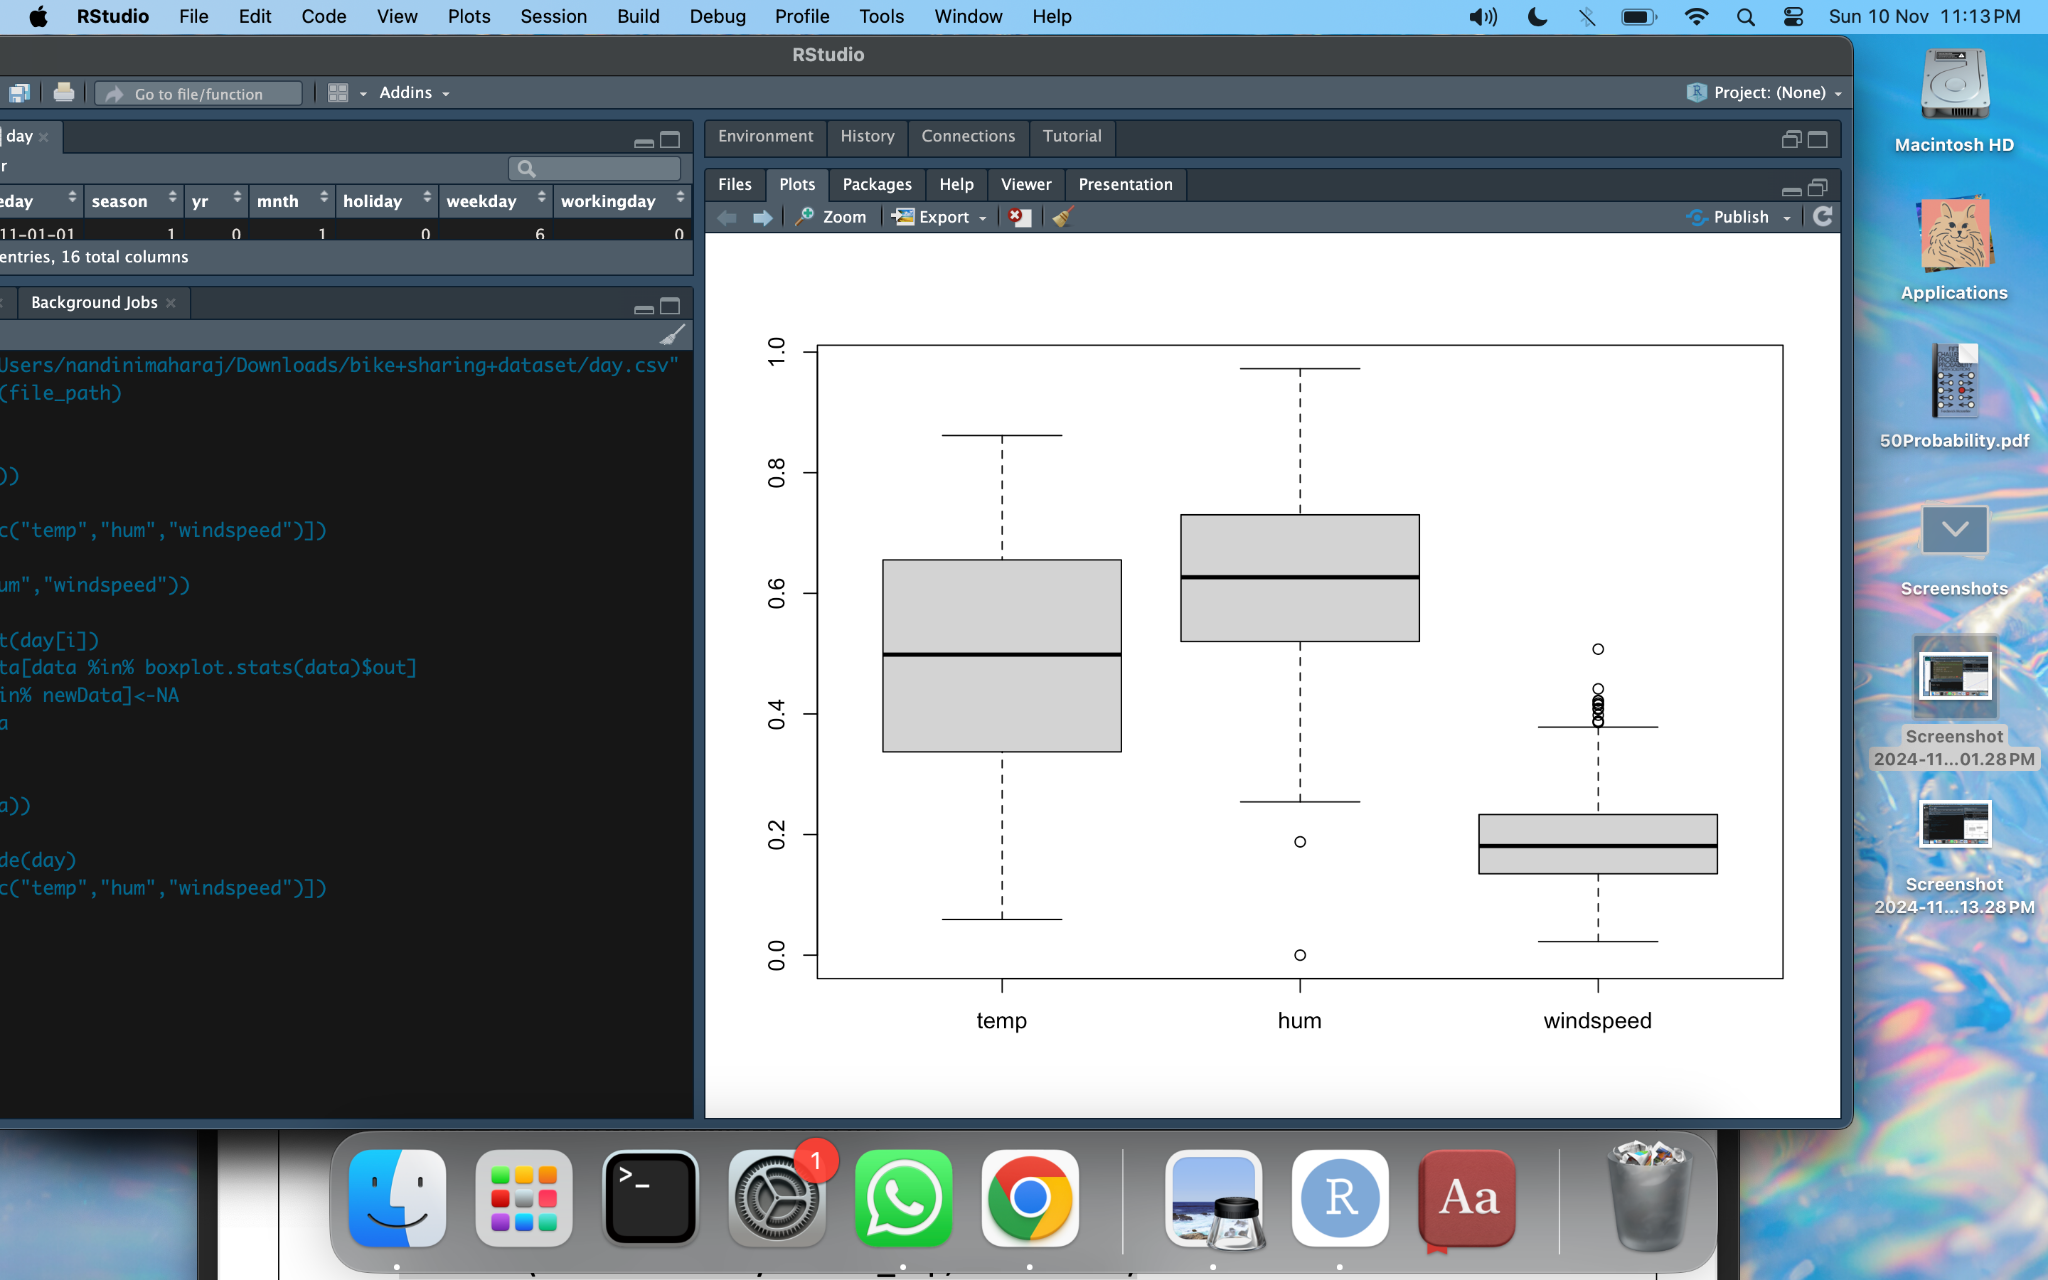 RStudio File Edit Code View Plots Session Build Debug Profile Tools Window Help Sun 10 Nov 11:13 PM
RStudio
Go to file/function Addins Project: (None)
day
r
eday season yr mnth holiday weekday workingday
11-01-01 1 0 1 0 6 0
entries, 16 total columns
Background Jobs
Users/nandinimaharaj/Downloads/bike+sharing+dataset/day.csv"
(file_path)
))
c("temp","hum","windspeed")])
um","windspeed"))
t(day[i])
ta[data %in% boxplot.stats(data)$out]
in% newData]<-NA
a
a))
de(day)
c("temp","hum","windspeed")])
Environment History Connections Tutorial
Files Plots Packages Help Viewer Presentation
Zoom Export Publish
1.0
0.8
0.6
0.4
0.2
0.0
temp hum windspeed
Macintosh HD
Applications
50Probability.pdf
Screenshots
Screenshot
2024-11...01.28 PM
Screenshot
2024-11...13.28 PM
>_
1
R
Aa